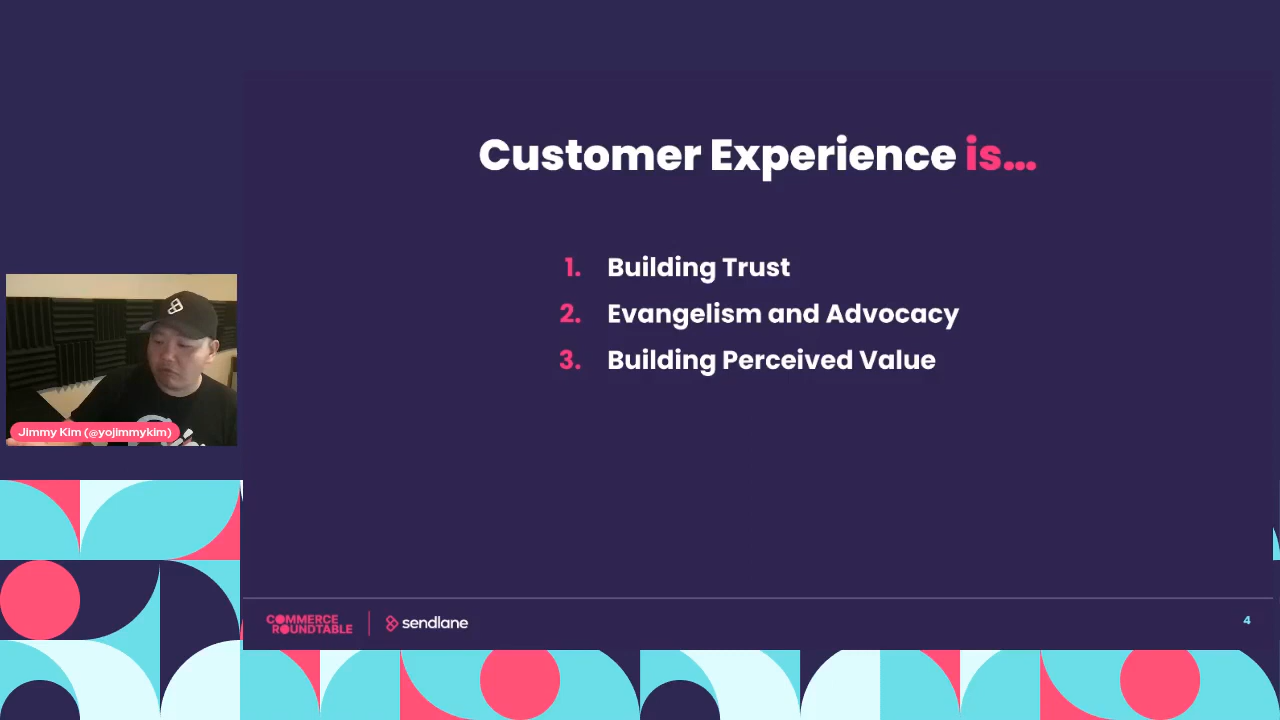 Customer Experience is...
1. Building Trust
2. Evangelism and Advocacy
3. Building Perceived Value
Jimmy Kim (@yojimmykim)
COMMERCE
ROUNDTABLE
sendlane
4